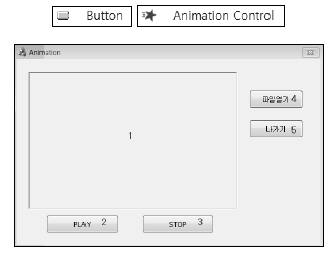 Button
Animation Control
Animation
파일열기 4
나가기 5
1
PLAY 2
STOP 3